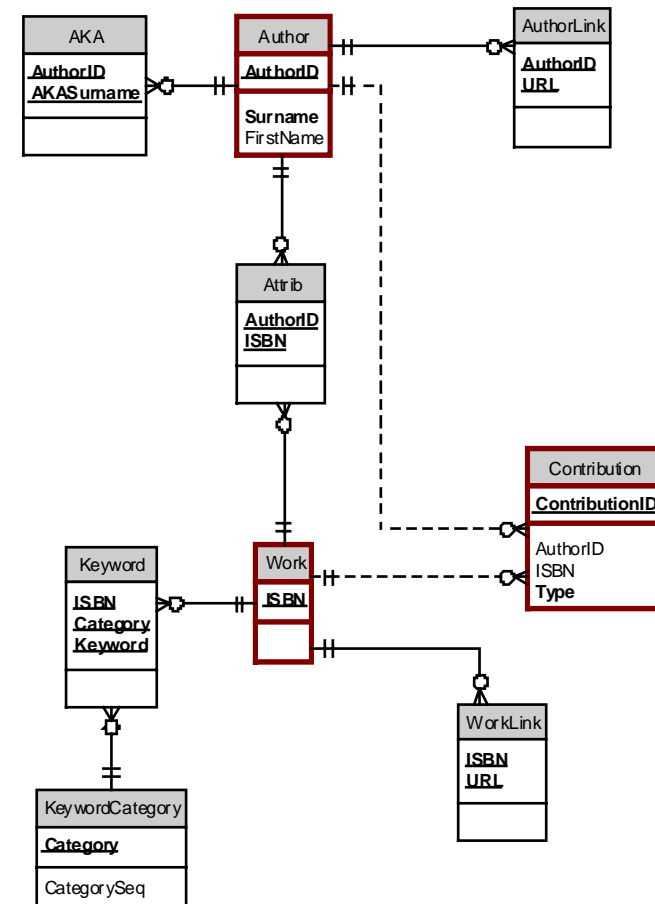 AKA
AuthorID
AKASurname
Author
AuthorID
Surname
FirstName
AuthorLink
AuthorID
URL
Attrib
AuthorID
ISBN
Contribution
ContributionID
AuthorID
ISBN
Type
Keyword
ISBN
Category
Keyword
Work
ISBN
WorkLink
ISBN
URL
KeywordCategory
Category
CategorySeq